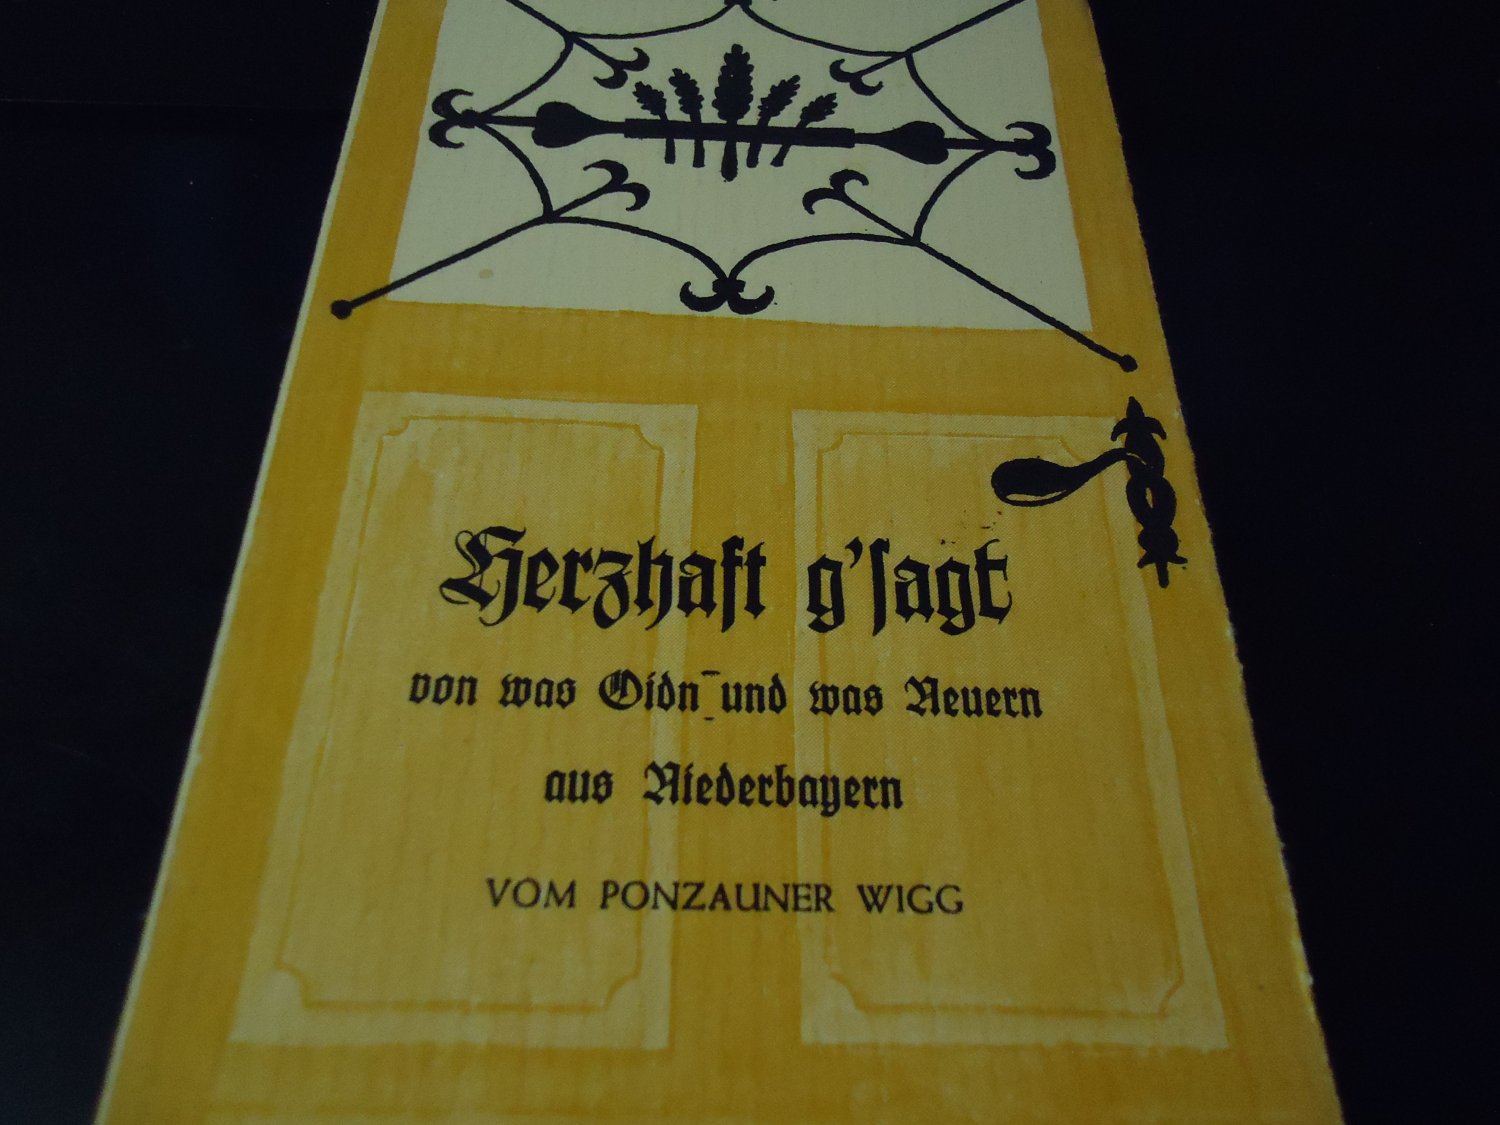 Herzhaft g'sagt
von was Oidn und was Neuern
aus Niederbayern
VOM PONZAUNER WIGG